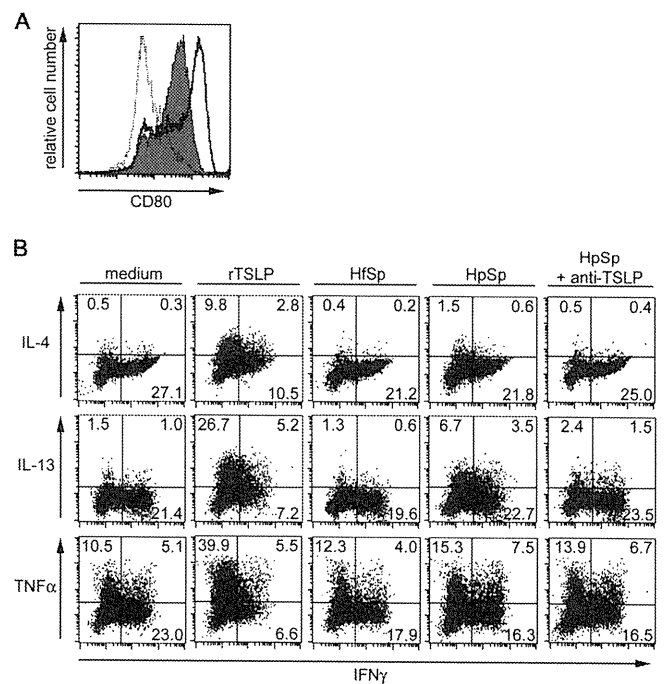 A
relative cell number
CD80
B
medium
rTSLP
HfSp
HpSp
HpSp
+ anti-TSLP
IL-4
0.5 0.3
27.1
9.8 2.8
10.5
0.4 0.2
21.2
1.5 0.6
21.8
0.5 0.4
25.0
IL-13
1.5 1.0
21.4
26.7 5.2
7.2
1.3 0.6
19.6
6.7 3.5
22.7
2.4 1.5
23.5
TNFα
10.5 5.1
23.0
39.9 5.5
6.6
12.3 4.0
17.9
15.3 7.5
16.3
13.9 6.7
16.5
IFNγ